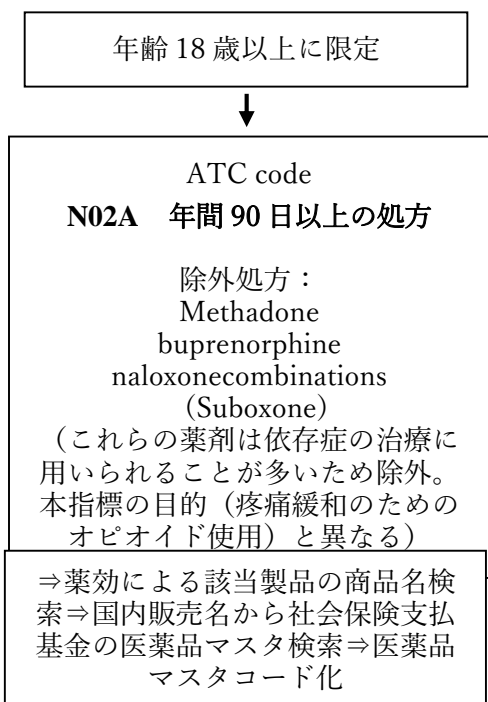 年齢 18 歳以上に限定
ATC code
N02A 年間 90 日以上の処方
除外処方：
Methadone
buprenorphine
naloxonecombinations
（Suboxone）
（これらの薬剤は依存症の治療に
用いられることが多いため除外。
本指標の目的（疼痛緩和のための
オピオイド使用）と異なる）
⇒薬効による該当製品の商品名検
索⇒国内販売名から社会保険支払
基金の医薬品マスタ検索⇒医薬品
マスタコード化